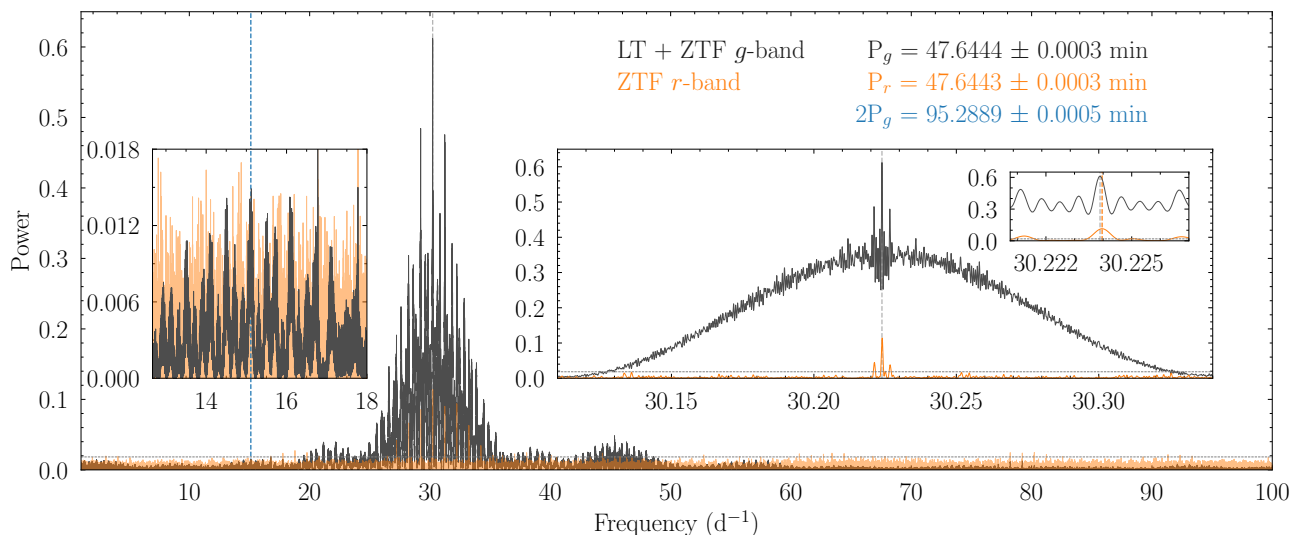 LT + ZTF g-band P_g = 47.6444 ± 0.0003 min
ZTF r-band P_r = 47.6443 ± 0.0003 min
2P_g = 95.2889 ± 0.0005 min
Power
0.6
0.5
0.4
0.3
0.2
0.1
0.0
0.018
0.012
0.006
0.000
14 16 18
0.6
0.5
0.4
0.3
0.2
0.1
0.0
30.15 30.20 30.25 30.30
0.6
0.3
0.0
30.222 30.225
10 20 30 40 50 60 70 80 90 100
Frequency (d⁻¹)